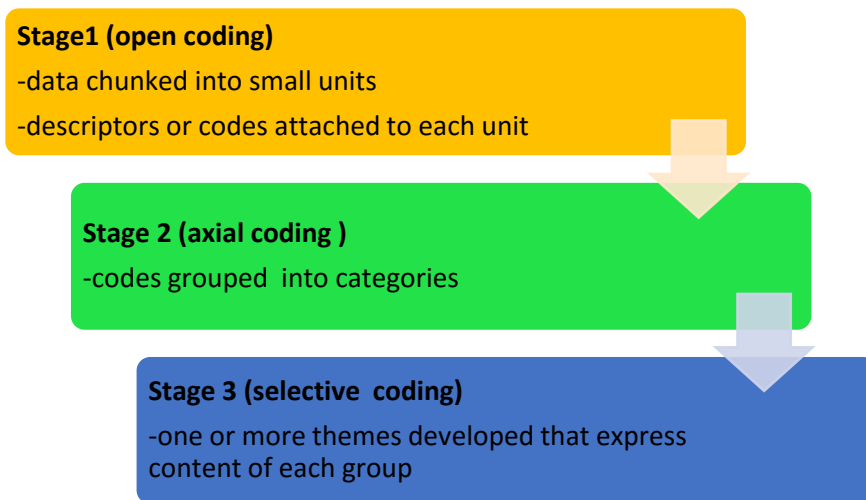 Stage1 (open coding)
-data chunked into small units
-descriptors or codes attached to each unit
Stage 2 (axial coding )
-codes grouped  into categories
Stage 3 (selective  coding)
-one or more themes developed that express
content of each group